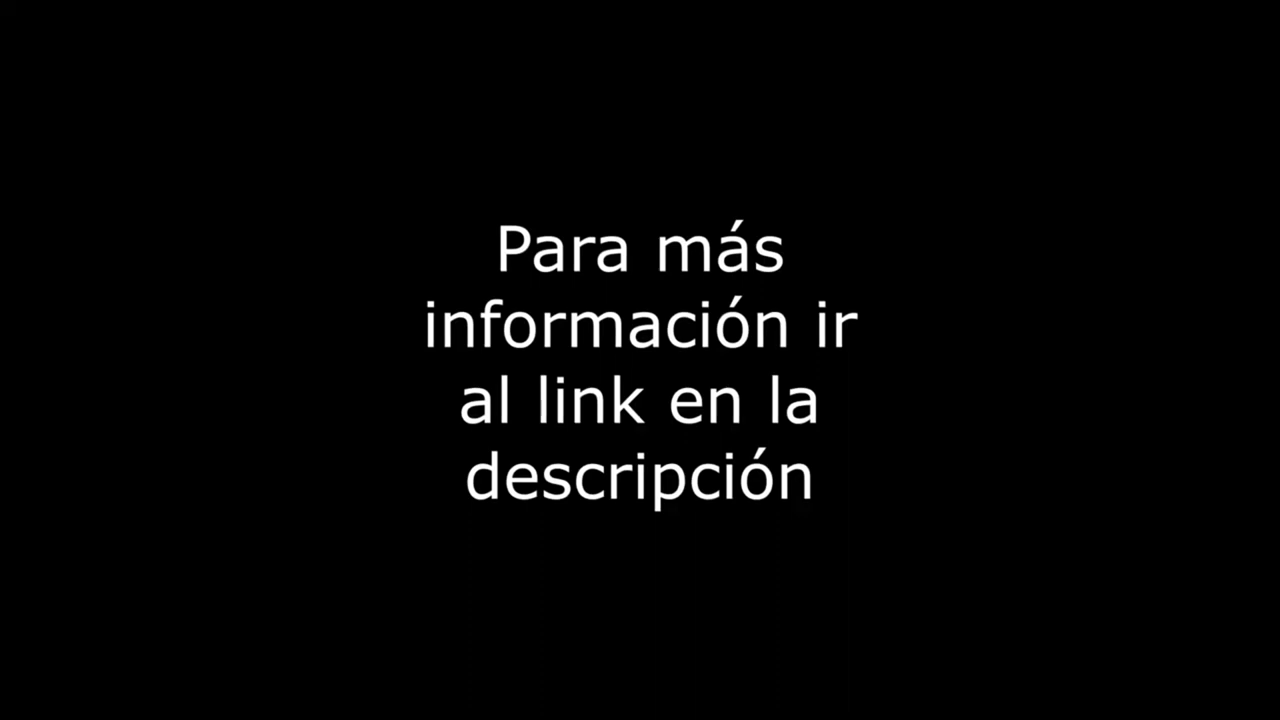 Para más
información ir
al link en la
descripción